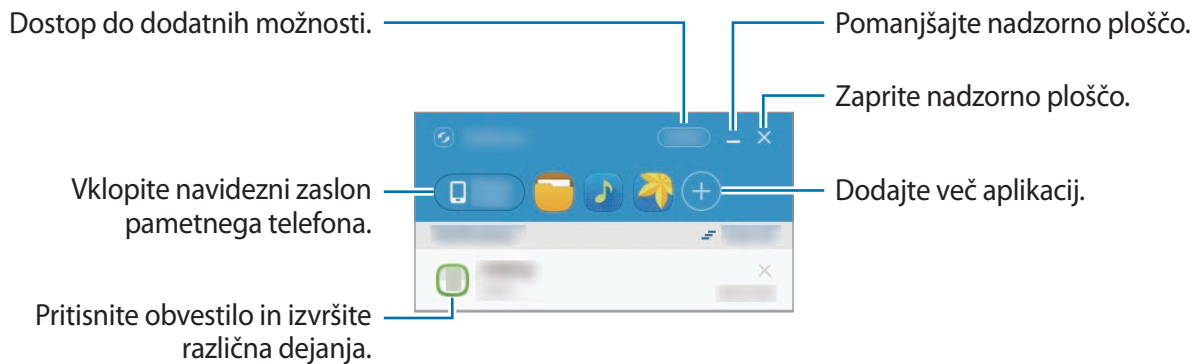 Dostop do dodatnih možnosti.
Pomanjšajte nadzorno ploščo.
Zaprite nadzorno ploščo.
Vklopite navidezni zaslon
pametnega telefona.
Dodajte več aplikacij.
Pritisnite obvestilo in izvršite
različna dejanja.